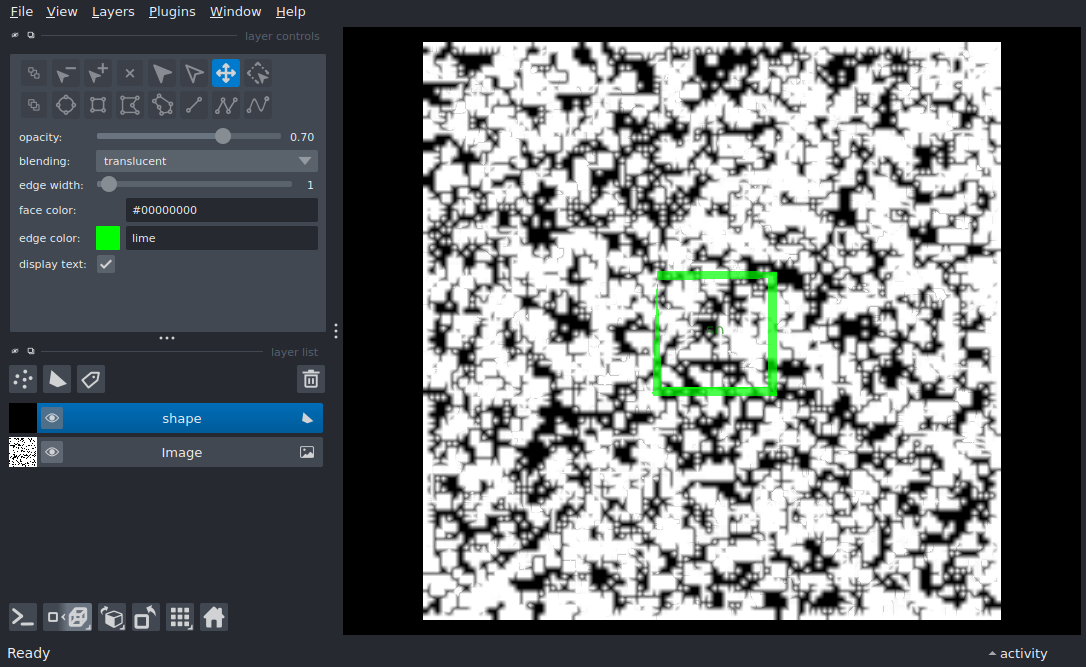 File View Layers Plugins Window Help
layer controls
opacity: 0.70
blending: translucent
edge width: 1
face color: #00000000
edge color: lime
display text:
layer list
shape
Image
Ready
activity